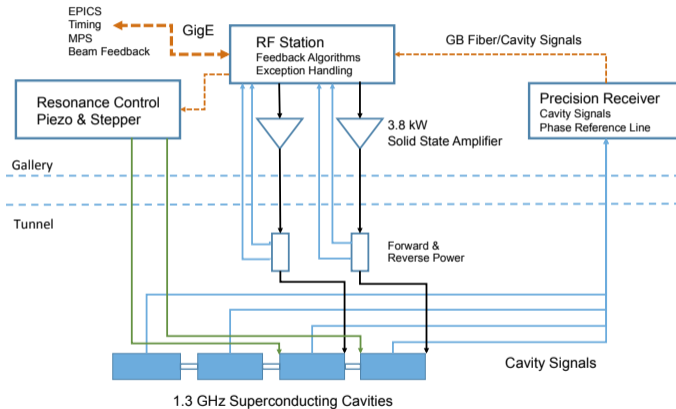 EPICS
Timing
MPS
Beam Feedback
GigE
RF Station
Feedback Algorithms
Exception Handling
GB Fiber/Cavity Signals
Resonance Control
Piezo & Stepper
Precision Receiver
Cavity Signals
Phase Reference Line
3.8 kW
Solid State Amplifier
Gallery
Tunnel
Forward &
Reverse Power
Cavity Signals
1.3 GHz Superconducting Cavities